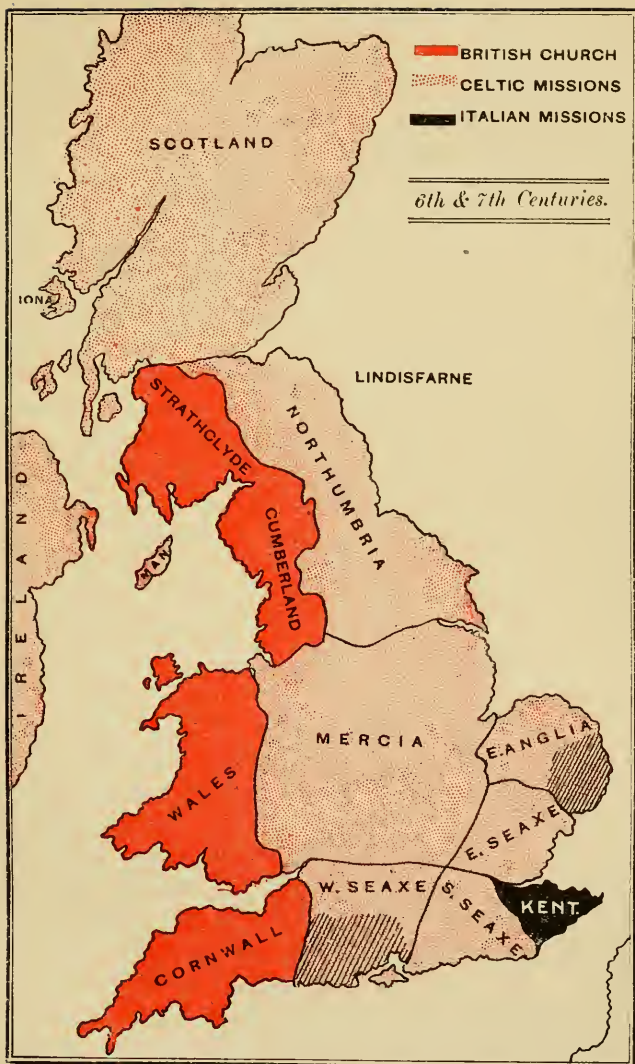 BRITISH CHURCH
CELTIC MISSIONS
ITALIAN MISSIONS
6th & 7th Centuries.
SCOTLAND
IONA
LINDISFARNE
STRATHCLYDE
NORTHUMBRIA
CUMBERLAND
MAN
IRELAND
MERCIA
E. ANGLIA
WALES
E. SEAXE
W. SEAXE
S. SEAXE
KENT.
CORNWALL